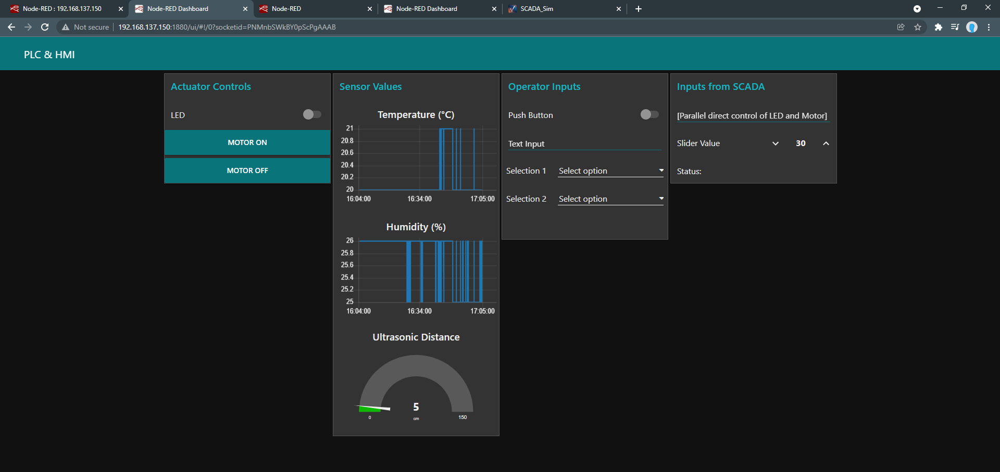 Node-RED : 192.168.137.150
Node-RED Dashboard
Node-RED
Node-RED Dashboard
SCADA_Sim
Not secure
192.168.137.150:1880/ui/#!/0?socketid=PNMnbSWkBY0pScPgAAAB
PLC & HMI
Actuator Controls
LED
MOTOR ON
MOTOR OFF
Sensor Values
Temperature (°C)
21
20.8
20.6
20.4
20.2
20
16:04:00
16:34:00
17:05:00
Humidity (%)
26
25.8
25.6
25.4
25.2
25
16:04:00
16:34:00
17:05:00
Ultrasonic Distance
5
cm
0
150
Operator Inputs
Push Button
Text Input
Selection 1
Select option
Selection 2
Select option
Inputs from SCADA
[Parallel direct control of LED and Motor]
Slider Value
30
Status: